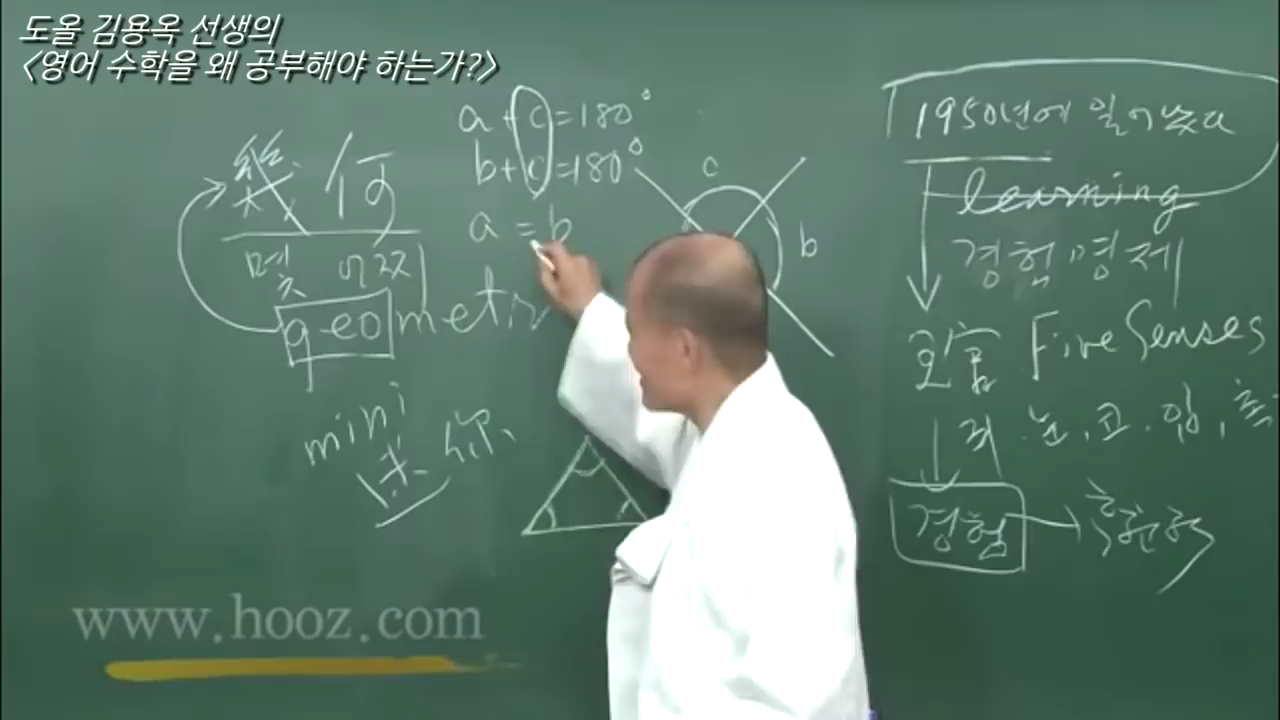 도올 김용옥 선생의
<영어 수학을 왜 공부해야 하는가?>
a + c = 180°
b + c = 180°
a = b
幾何
몇 어찌
geometr
mini
c
b
1950년에 일어났다
learning
경험명제
오감 Five Senses
귀.눈.코.입,촉
경험
www.hooz.com